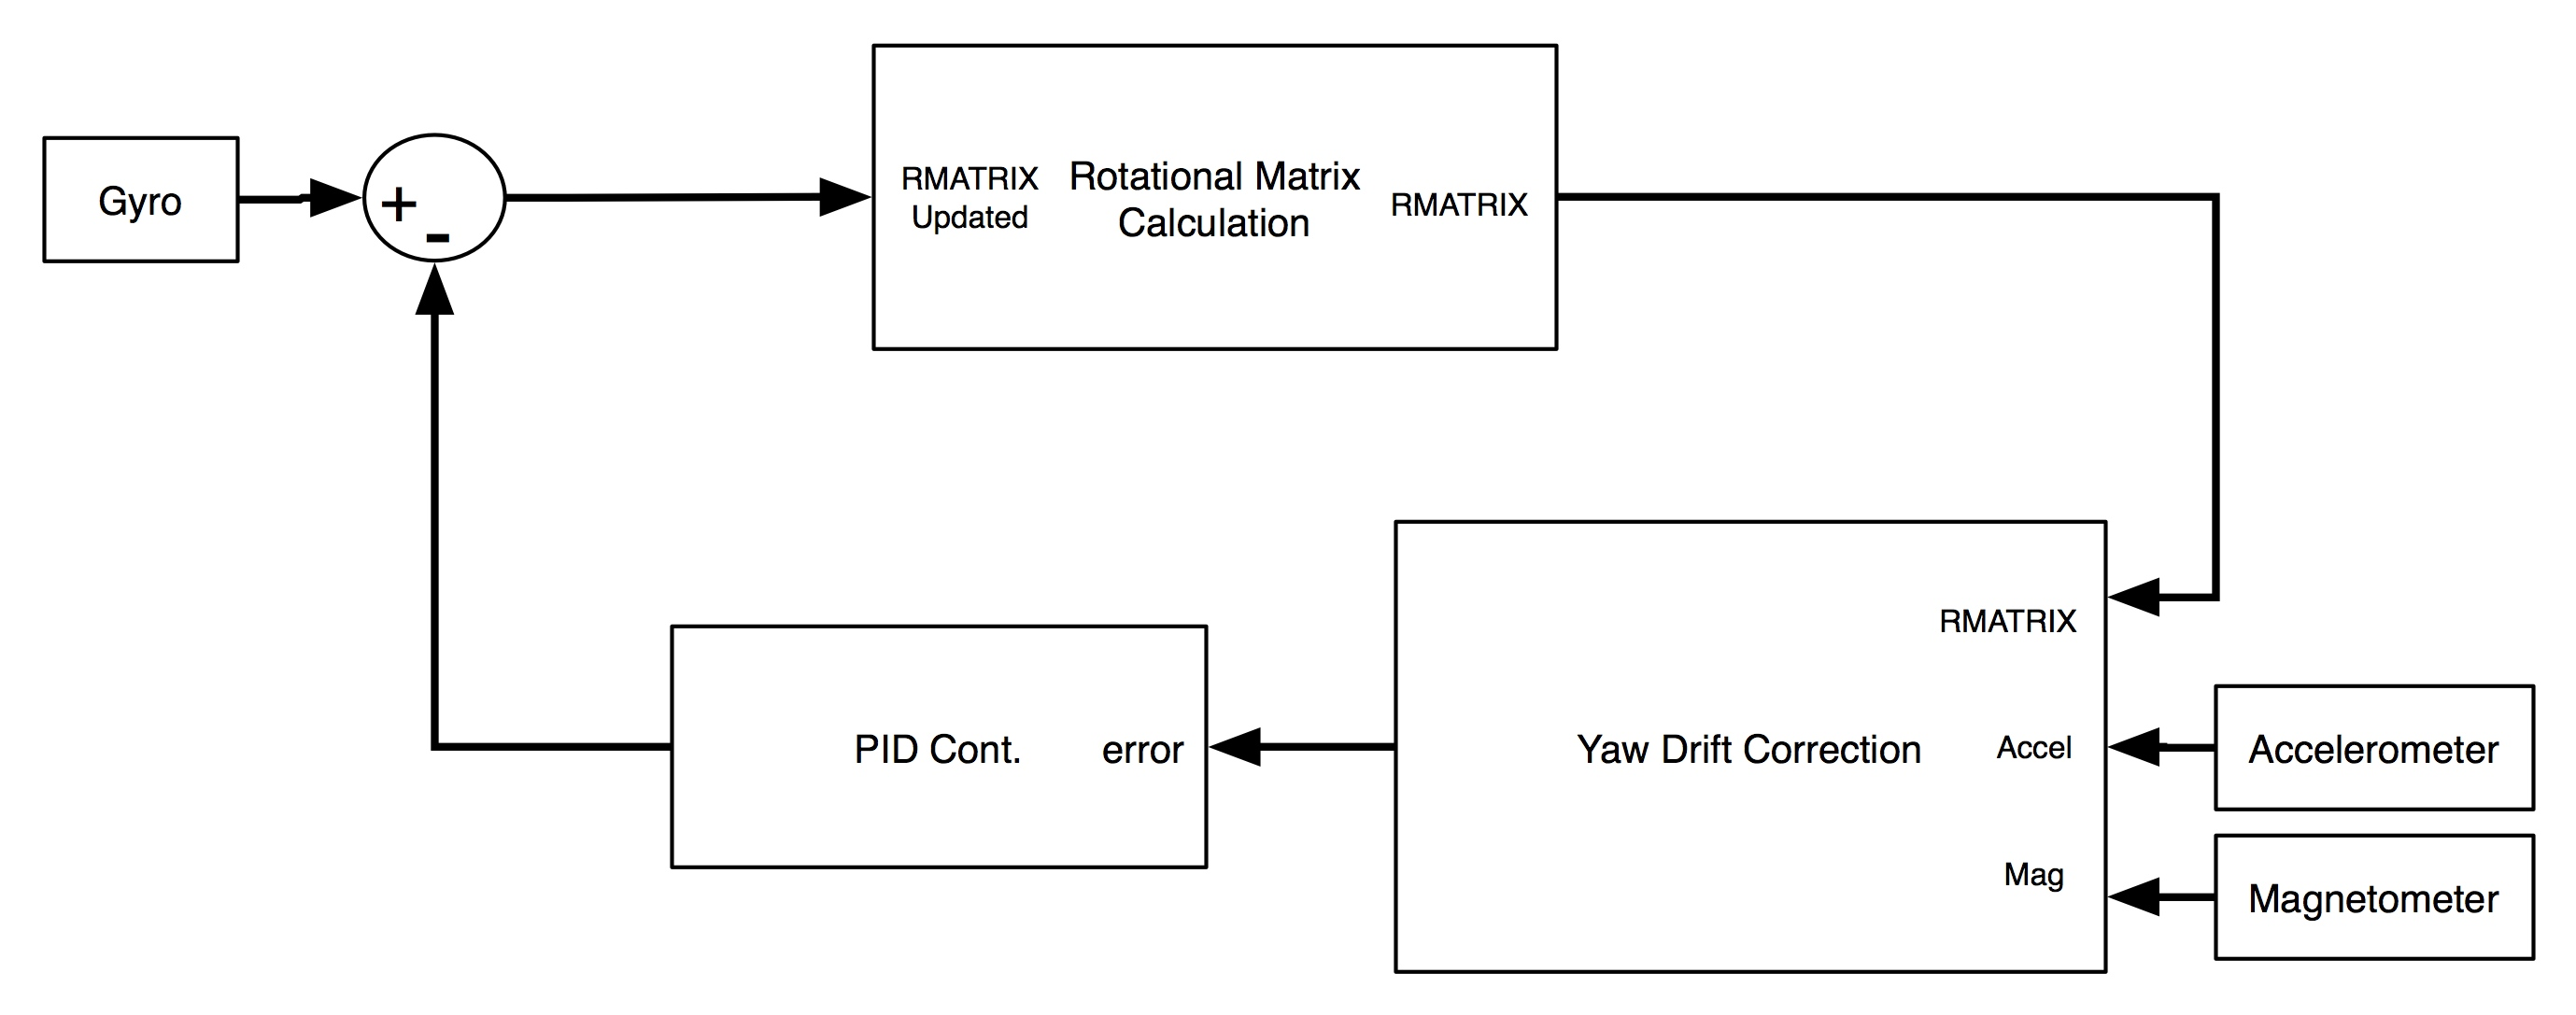 Gyro
+
-
RMATRIX
Updated
Rotational Matrix
Calculation
RMATRIX
RMATRIX
PID Cont.
error
Yaw Drift Correction
Accel
Accelerometer
Mag
Magnetometer